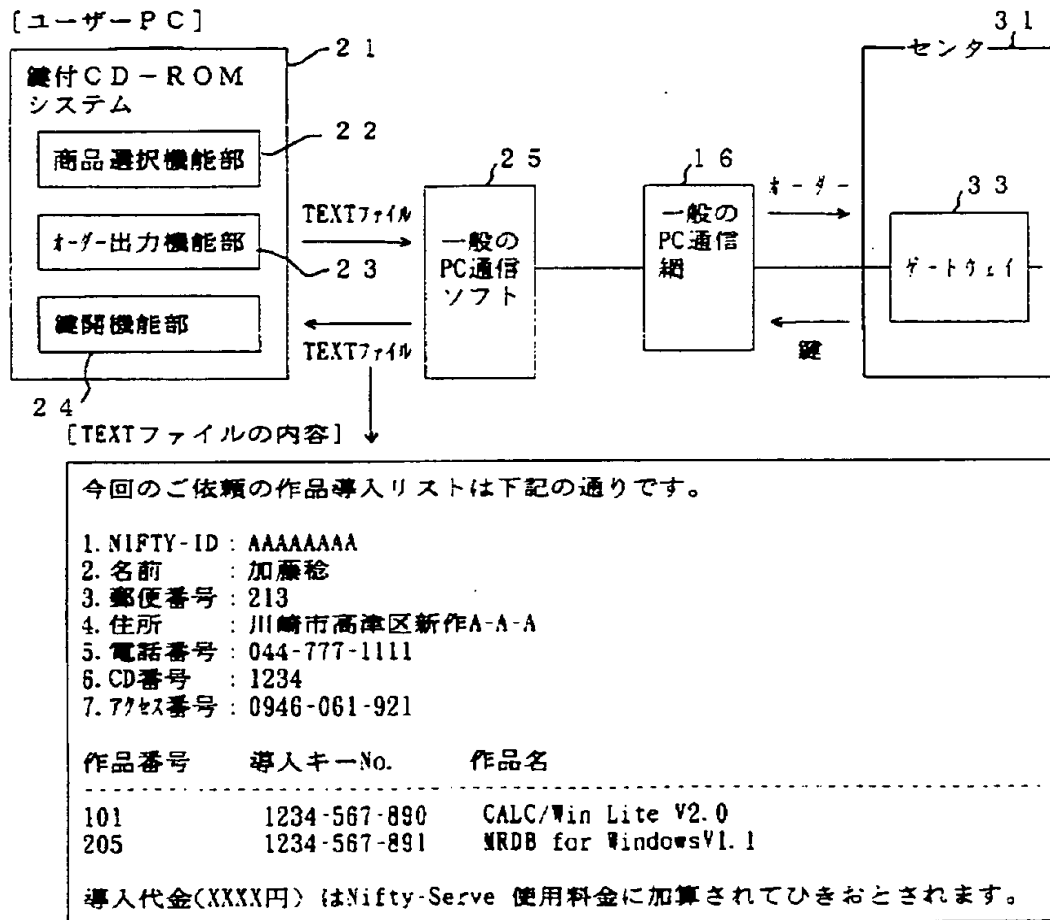 [ユーザーPC]
21
鍵付CD-ROM
システム
商品選択機能部
22
オーダー出力機能部
23
鍵開機能部
24
TEXTファイル
TEXTファイル
25
一般の
PC通信
ソフト
16
一般の
PC通信
網
オーダー
鍵
31
センタ
33
ゲートウェイ
[TEXTファイルの内容]
今回のご依頼の作品導入リストは下記の通りです。
1. NIFTY-ID : AAAAAAAA
2. 名前 : 加藤稔
3. 郵便番号 : 213
4. 住所 : 川崎市高津区新作A-A-A
5. 電話番号 : 044-777-1111
6. CD番号 : 1234
7. アクセス番号 : 0946-061-921
作品番号 導入キーNo. 作品名
101 1234-567-890 CALC/Win Lite V2.0
205 1234-567-891 MRDB for WindowsV1.1
導入代金(XXXX円) はNifty-Serve 使用料金に加算されてひきおとされます。